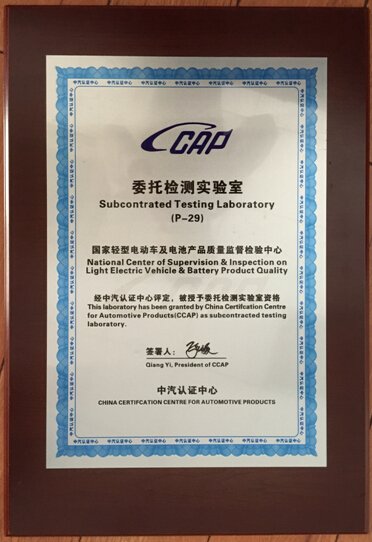 CCAP
委托检测实验室
Subcontrated Testing Laboratory
(P-29)
国家轻型电动车及电池产品质量监督检验中心
National Center of Supervision & Inspection on
Light Electric Vehicle & Battery Product Quality
经中汽认证中心评定，被授予委托检测实验室资格
This laboratory has been granted by China Certifcation Centre
for Automotive Products(CCAP) as subcontracted testing
laboratory.
签署人：
Qiang Yi, President of CCAP
中汽认证中心
CHINA CERTIFCATION CENTRE FOR AUTOMOTIVE PRODUCTS